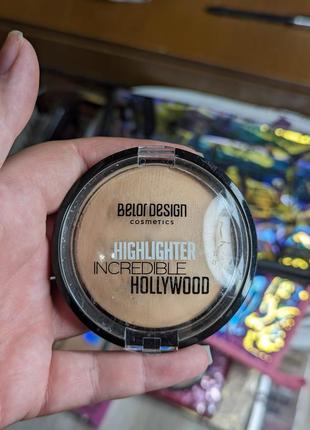 BELORDESIGN
cosmetics
HIGHLIGHTER
INCREDIBLE
HOLLYWOOD